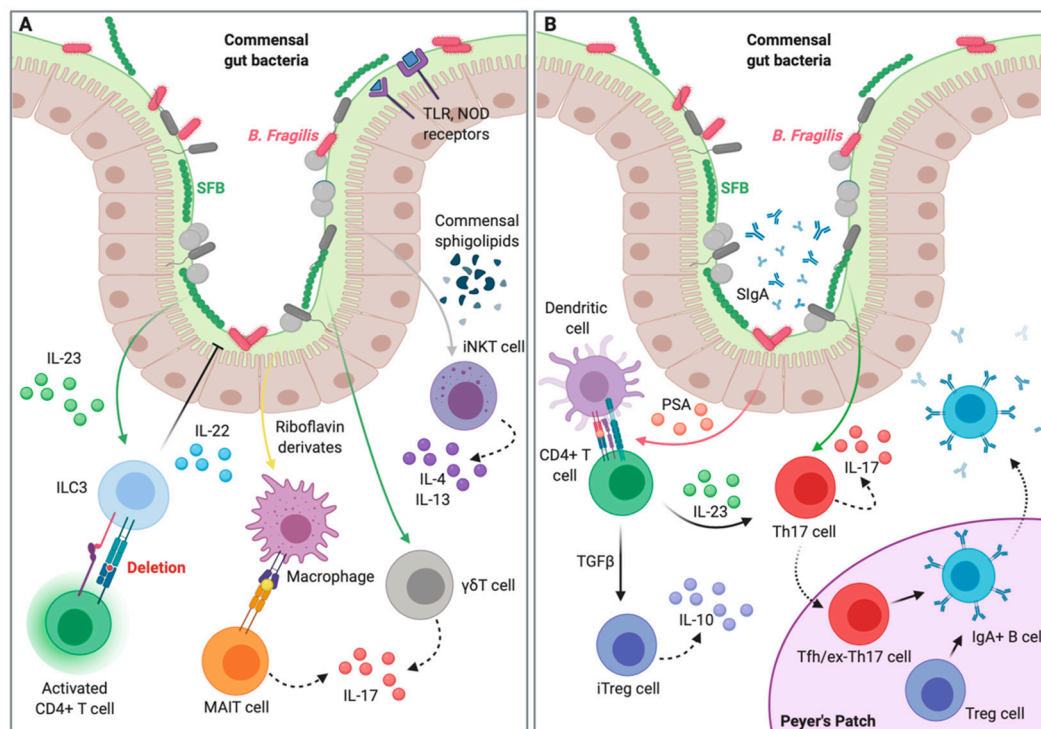 A
Commensal
gut bacteria
TLR, NOD
receptors
B. Fragilis
SFB
Commensal
sphigolipids
IL-23
iNKT cell
IL-22
Riboflavin
derivates
IL-4
IL-13
ILC3
Deletion
Macrophage
γδT cell
Activated
CD4+ T cell
MAIT cell
IL-17
B
Commensal
gut bacteria
B. Fragilis
SFB
SIgA
Dendritic
cell
PSA
CD4+ T
cell
IL-17
IL-23
Th17 cell
TGFβ
IL-10
iTreg cell
Tfh/ex-Th17 cell
IgA+ B cel
Treg cell
Peyer's Patch